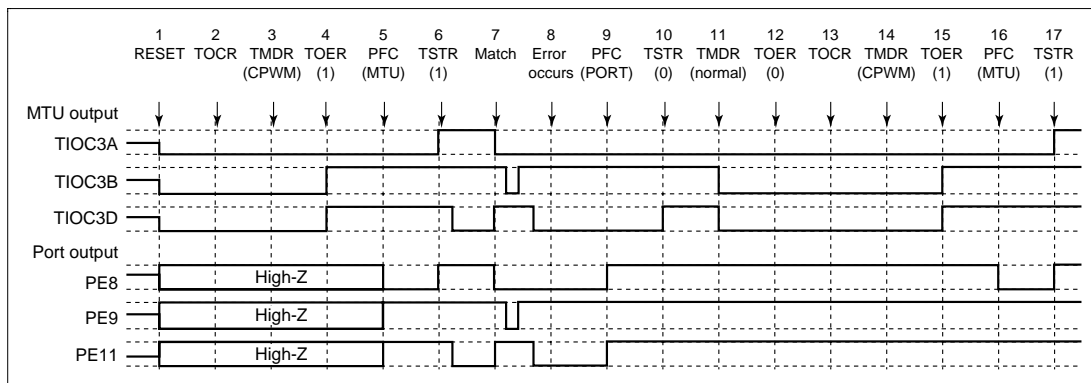 1 2 3 4 5 6 7 8 9 10 11 12 13 14 15 16 17
RESET TOCR TMDR TOER PFC TSTR Match Error PFC TSTR TMDR TOER TOCR TMDR TOER PFC TSTR
(CPWM) (1) (MTU) (1) occurs (PORT) (0) (normal) (0) (CPWM) (1) (MTU) (1)
MTU output
TIOC3A
TIOC3B
TIOC3D
Port output
PE8 High-Z
PE9 High-Z
PE11 High-Z